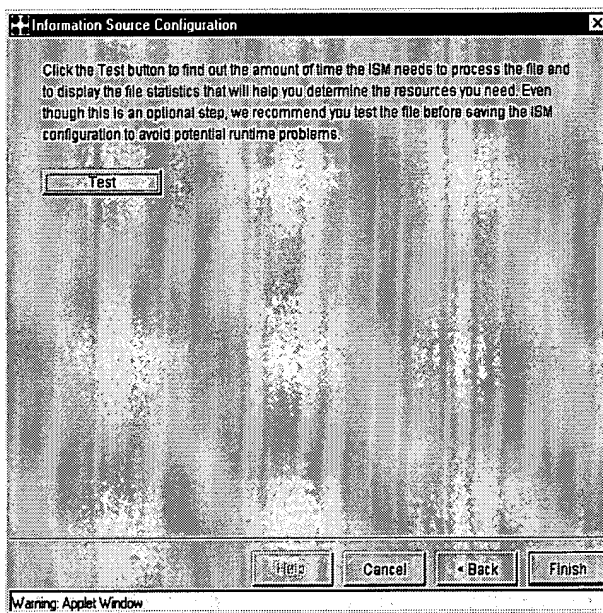 Information Source Configuration
Click the Test button to find out the amount of time the ISM needs to process the file and
to display the file statistics that will help you determine the resources you need. Even
though this is an optional step, we recommend you test the file before saving the ISM
configuration to avoid potential runtime problems.
Test
Help Cancel Back Finish
Warning: Applet Window